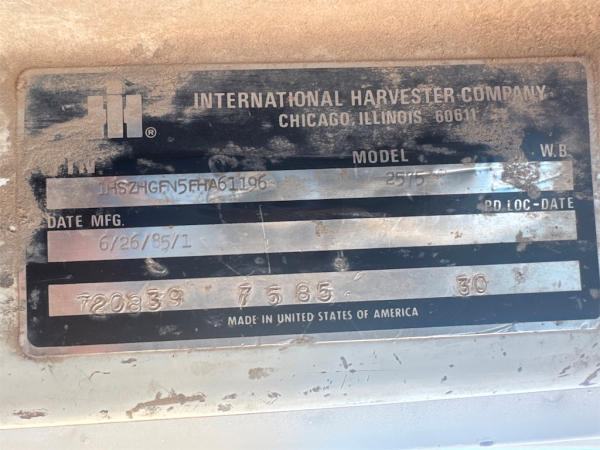 INTERNATIONAL HARVESTER COMPANY
®
CHICAGO, ILLINOIS 60611
MODEL W.B.
2575
DATE MFG. PD LOC-DATE
6/26/85/1
720839 7585 30
MADE IN UNITED STATES OF AMERICA